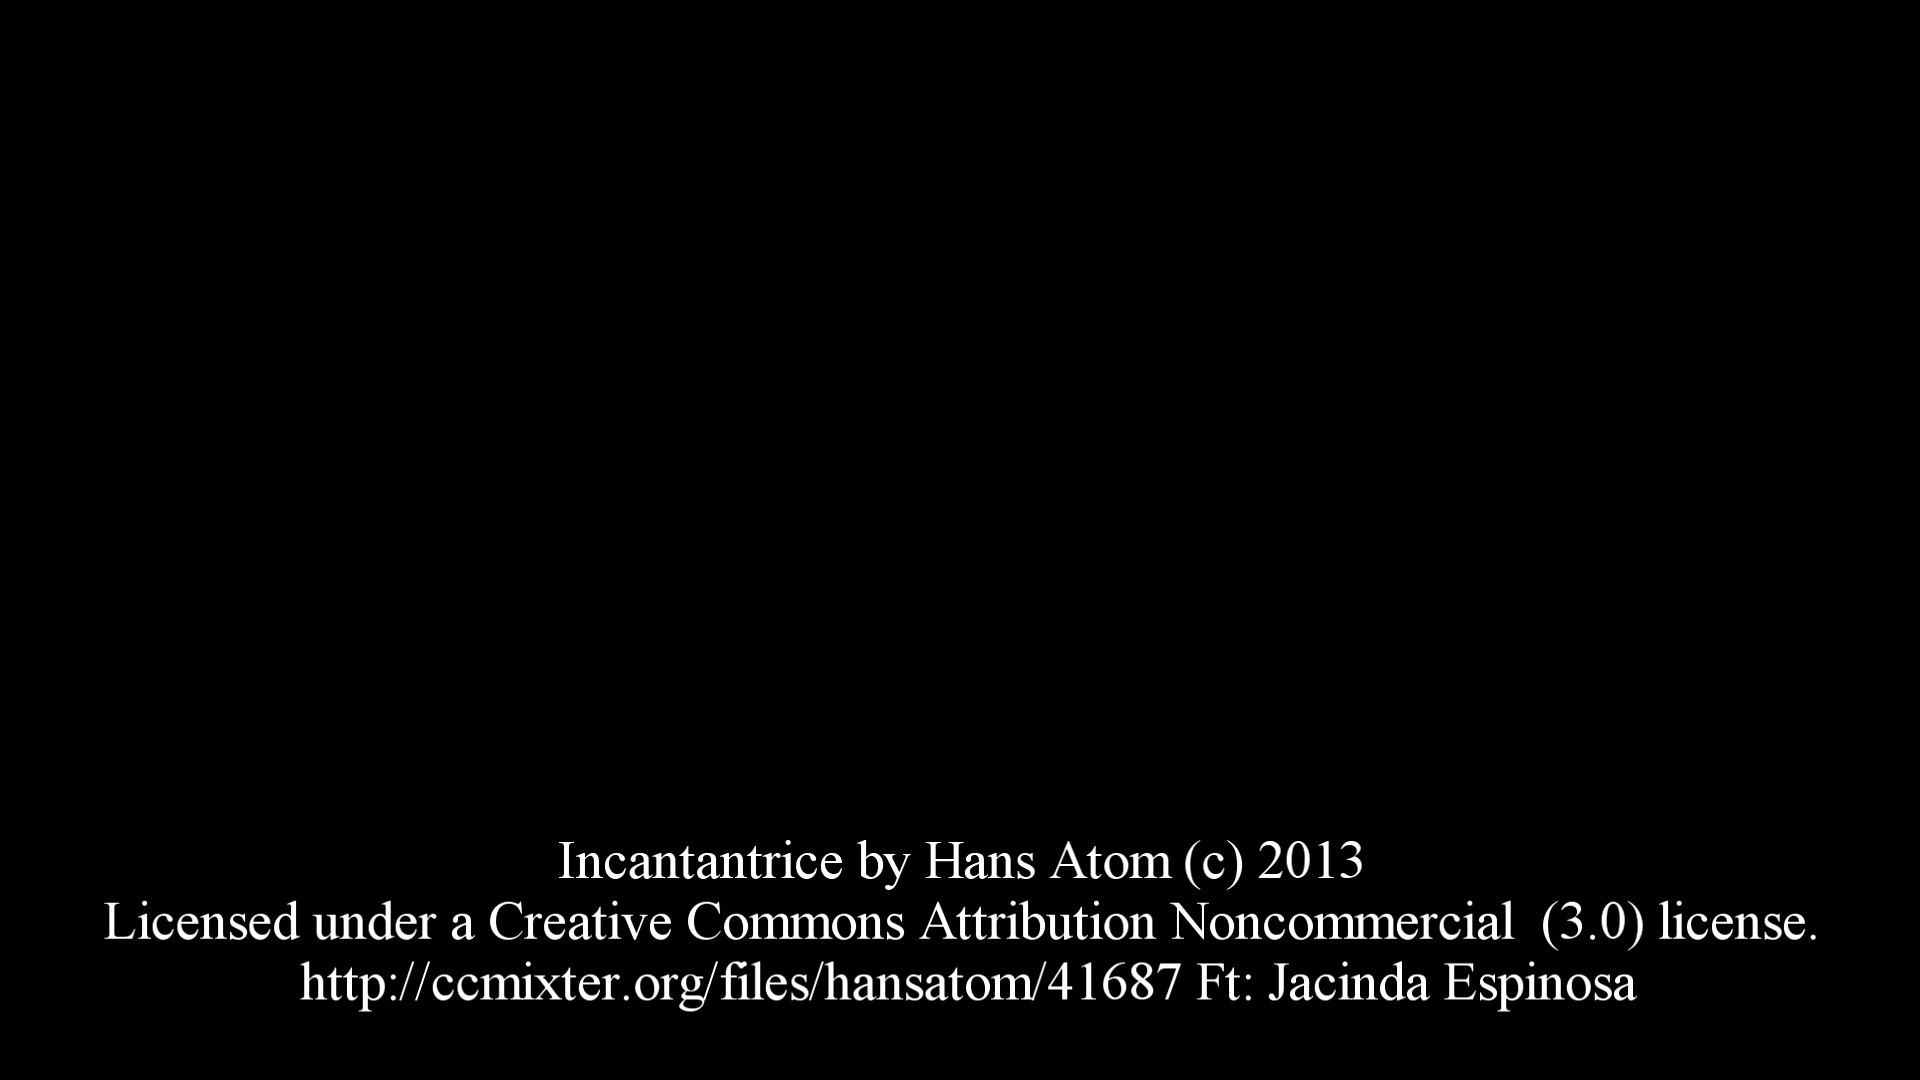 Incantantrice by Hans Atom (c) 2013
Licensed under a Creative Commons Attribution Noncommercial  (3.0) license.
http://ccmixter.org/files/hansatom/41687 Ft: Jacinda Espinosa